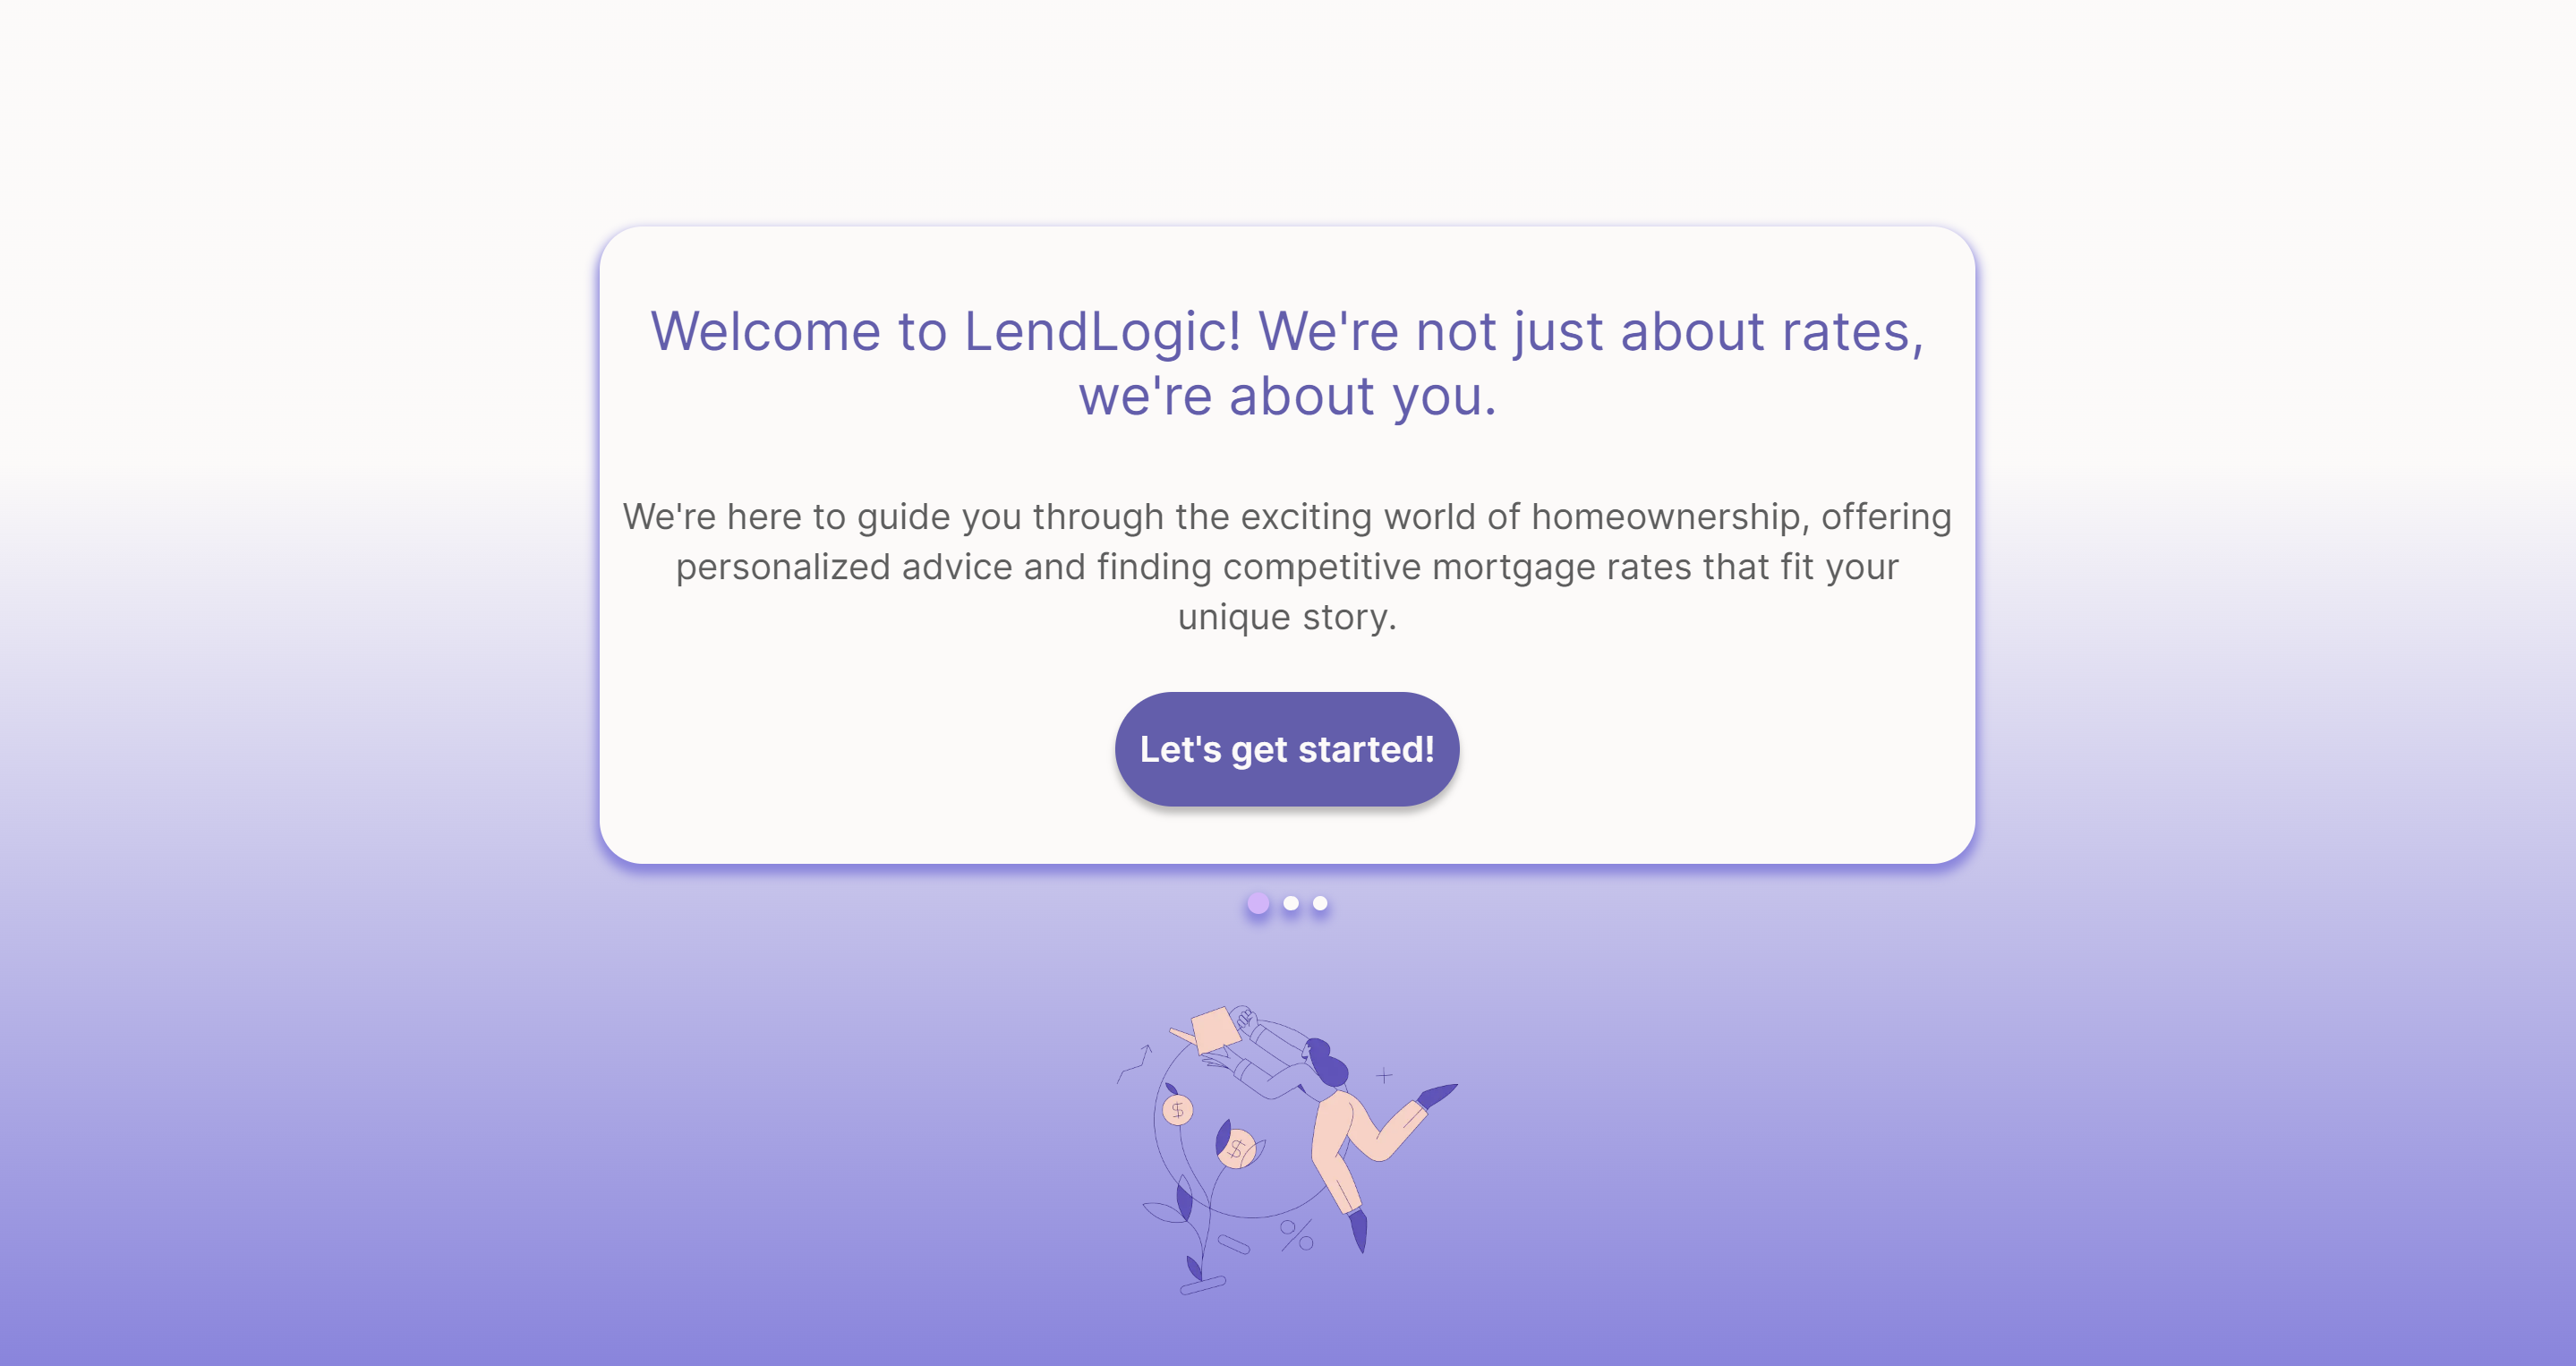 Welcome to LendLogic! We're not just about rates,
we're about you.
We're here to guide you through the exciting world of homeownership, offering
personalized advice and finding competitive mortgage rates that fit your
unique story.
Let's get started!
$
$
%